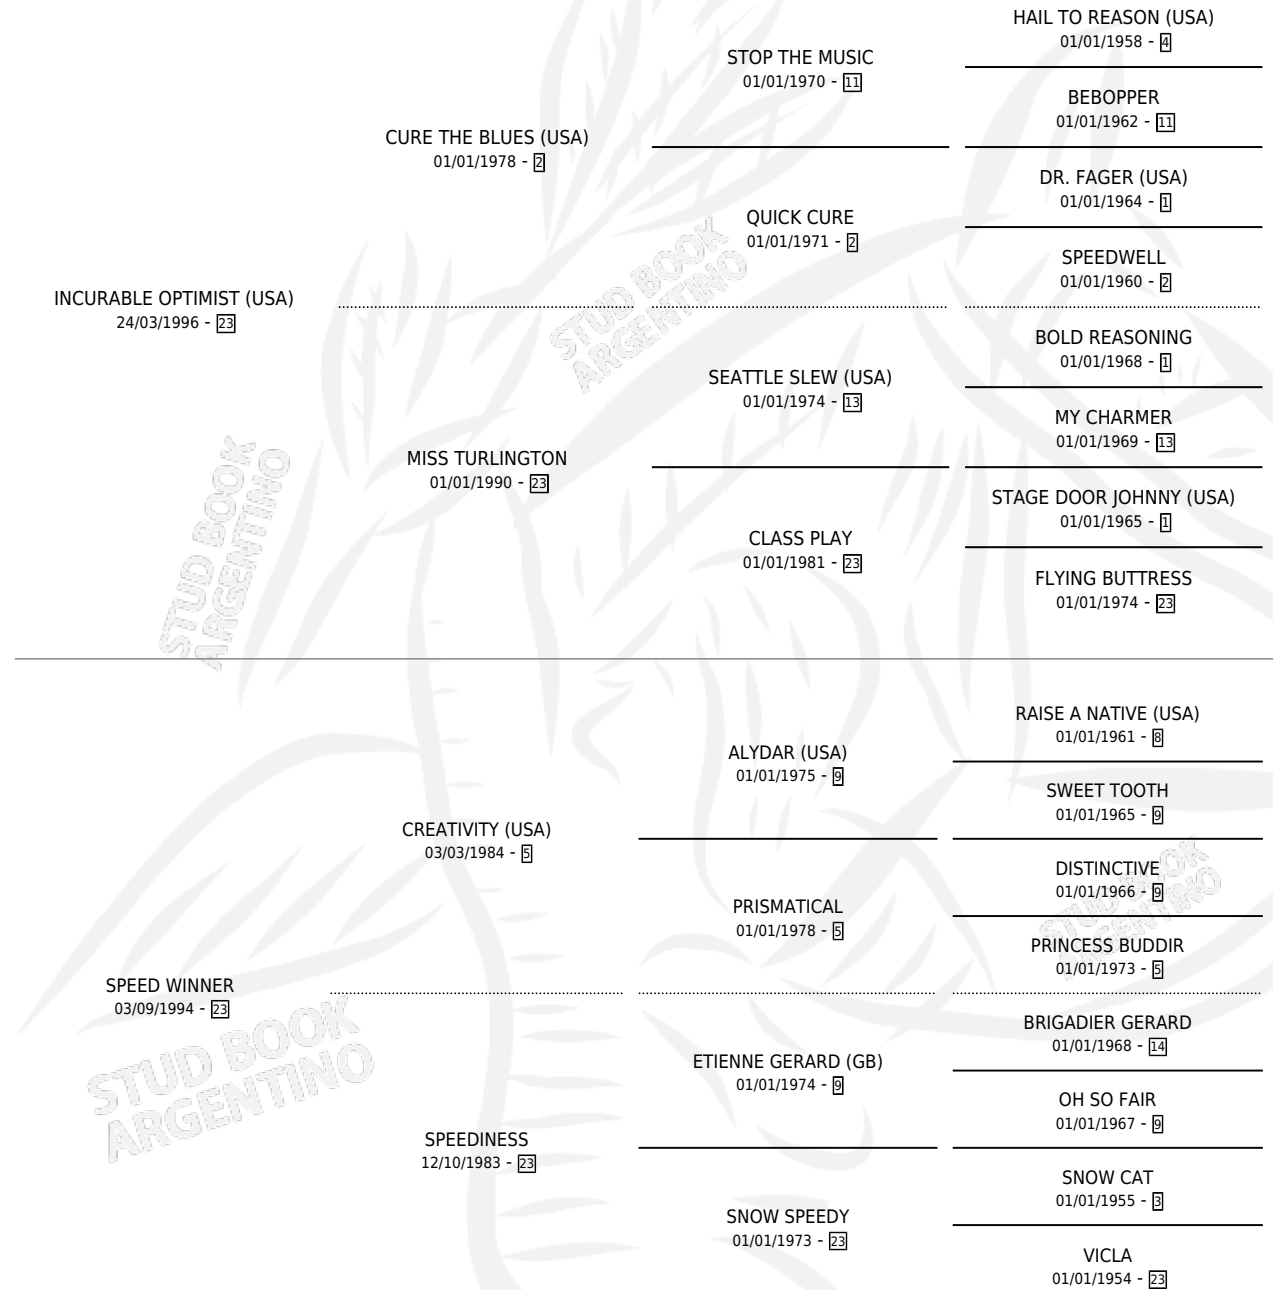 HAIL TO REASON (USA)
01/01/1958 - 4
STOP THE MUSIC
01/01/1970 - 11
BEBOPPER
01/01/1962 - 11
CURE THE BLUES (USA)
01/01/1978 - 2
DR. FAGER (USA)
01/01/1964 - 1
QUICK CURE
01/01/1971 - 2
SPEEDWELL
01/01/1960 - 2
INCURABLE OPTIMIST (USA)
24/03/1996 - 23
STUD BOOK
ARGENTINO
BOLD REASONING
01/01/1968 - 1
SEATTLE SLEW (USA)
01/01/1974 - 13
MY CHARMER
01/01/1969 - 13
MISS TURLINGTON
01/01/1990 - 23
STAGE DOOR JOHNNY (USA)
01/01/1965 - 1
CLASS PLAY
01/01/1981 - 23
FLYING BUTTRESS
01/01/1974 - 23
STUD BOOK
ARGENTINO
RAISE A NATIVE (USA)
01/01/1961 - 8
ALYDAR (USA)
01/01/1975 - 9
SWEET TOOTH
01/01/1965 - 9
CREATIVITY (USA)
03/03/1984 - 5
DISTINCTIVE
01/01/1966 - 9
STUD BOOK
ARGENTINO
PRISMATICAL
01/01/1978 - 5
PRINCESS BUDDIR
01/01/1973 - 5
SPEED WINNER
03/09/1994 - 23
STUD BOOK
ARGENTINO
BRIGADIER GERARD
01/01/1968 - 14
ETIENNE GERARD (GB)
01/01/1974 - 9
OH SO FAIR
01/01/1967 - 9
SPEEDINESS
12/10/1983 - 23
SNOW CAT
01/01/1955 - 3
SNOW SPEEDY
01/01/1973 - 23
VICLA
01/01/1954 - 23